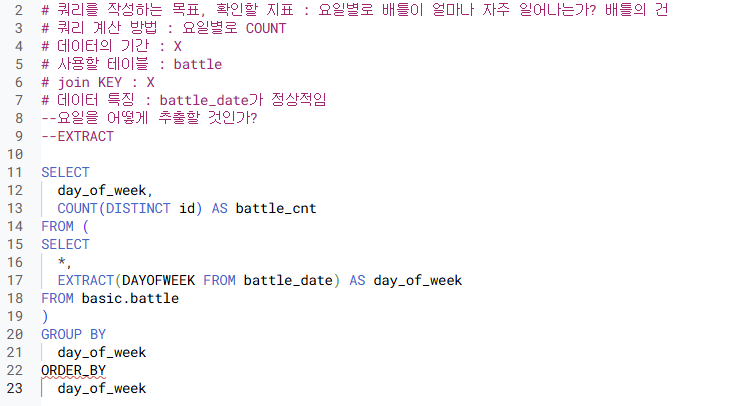 2 # 쿼리를 작성하는 목표, 확인할 지표 : 요일별로 배틀이 얼마나 자주 일어나는가? 배틀의 건
3 # 쿼리 계산 방법 : 요일별로 COUNT
4 # 데이터의 기간 : X
5 # 사용할 테이블 : battle
6 # join KEY : X
7 # 데이터 특징 : battle_date가 정상적임
8 --요일을 어떻게 추출할 것인가?
9 --EXTRACT
10
11 SELECT
12 day_of_week,
13 COUNT(DISTINCT id) AS battle_cnt
14 FROM (
15 SELECT
16 *,
17 EXTRACT(DAYOFWEEK FROM battle_date) AS day_of_week
18 FROM basic.battle
19 )
20 GROUP BY
21 day_of_week
22 ORDER_BY
23 day_of_week